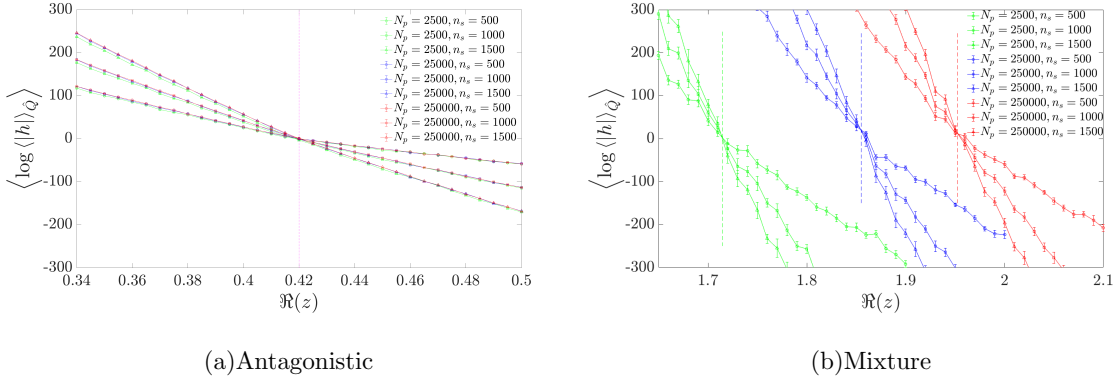 300
200
100
0
-100
-200
-300
0.34 0.36 0.38 0.4 0.42 0.44 0.46 0.48 0.5
ℜ(z)
⟨log ⟨|h|⟩⟩_Q̂
N_p = 2500, n_s = 500
N_p = 2500, n_s = 1000
N_p = 2500, n_s = 1500
N_p = 25000, n_s = 500
N_p = 25000, n_s = 1000
N_p = 25000, n_s = 1500
N_p = 250000, n_s = 500
N_p = 250000, n_s = 1000
N_p = 250000, n_s = 1500
(a)Antagonistic
300
200
100
0
-100
-200
-300
1.7 1.8 1.9 2 2.1
ℜ(z)
⟨log ⟨|h|⟩⟩_Q̂
N_p = 2500, n_s = 500
N_p = 2500, n_s = 1000
N_p = 2500, n_s = 1500
N_p = 25000, n_s = 500
N_p = 25000, n_s = 1000
N_p = 25000, n_s = 1500
N_p = 250000, n_s = 500
N_p = 250000, n_s = 1000
N_p = 250000, n_s = 1500
(b)Mixture